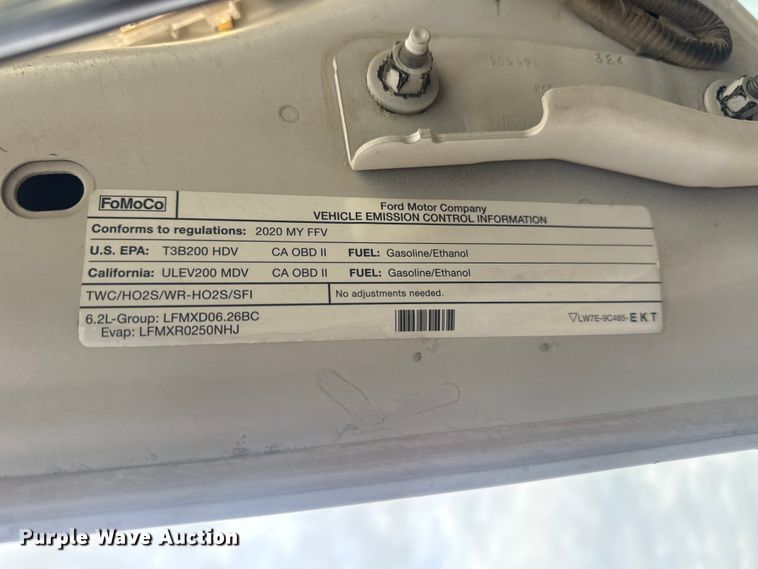 FoMoCo
Ford Motor Company
VEHICLE EMISSION CONTROL INFORMATION
Conforms to regulations: 2020 MY FFV
U.S. EPA: T3B200 HDV CA OBD II FUEL: Gasoline/Ethanol
California: ULEV200 MDV CA OBD II FUEL: Gasoline/Ethanol
TWC/HO2S/WR-HO2S/SFI No adjustments needed.
6.2L-Group: LFMXD06.26BC
Evap: LFMXR0250NHJ
LW7E-9C485-EKT
Purple Wave Auction